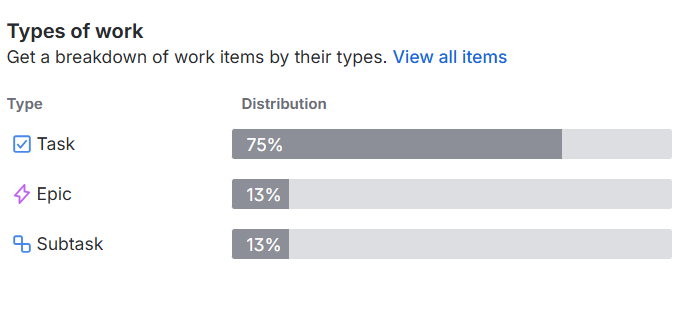 Types of work
Get a breakdown of work items by their types. View all items
Type Distribution
Task 75%
Epic 13%
Subtask 13%